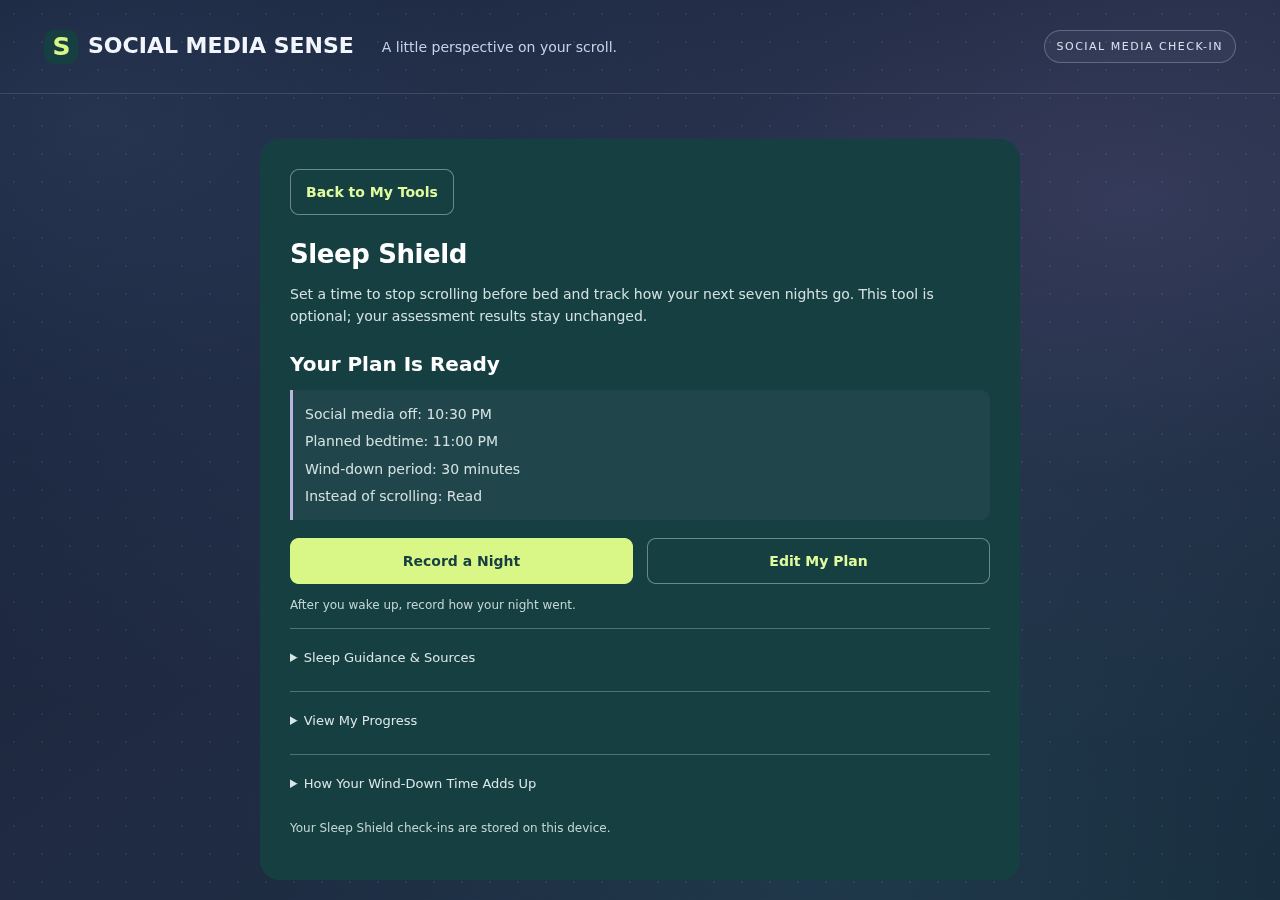 S
SOCIAL MEDIA SENSE
A little perspective on your scroll.
SOCIAL MEDIA CHECK-IN
Back to My Tools
Sleep Shield
Set a time to stop scrolling before bed and track how your next seven nights go. This tool is
optional; your assessment results stay unchanged.
Your Plan Is Ready
Social media off: 10:30 PM
Planned bedtime: 11:00 PM
Wind-down period: 30 minutes
Instead of scrolling: Read
Record a Night
Edit My Plan
After you wake up, record how your night went.
Sleep Guidance & Sources
View My Progress
How Your Wind-Down Time Adds Up
Your Sleep Shield check-ins are stored on this device.